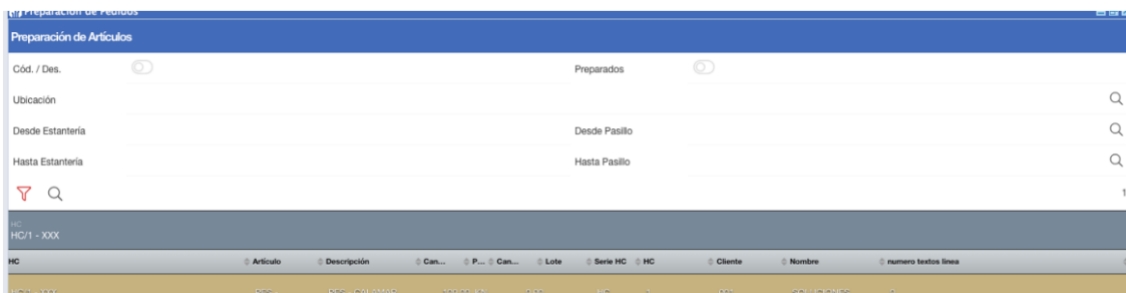 Preparación de Pedidos
Preparación de Artículos
Cód. / Des. Preparados
Ubicación
Desde Estantería Desde Pasillo
Hasta Estantería Hasta Pasillo
1
HC
HC/1 - XXX
HC Artículo Descripción Can... P... Can... Lote Serie HC HC Cliente Nombre numero textos linea